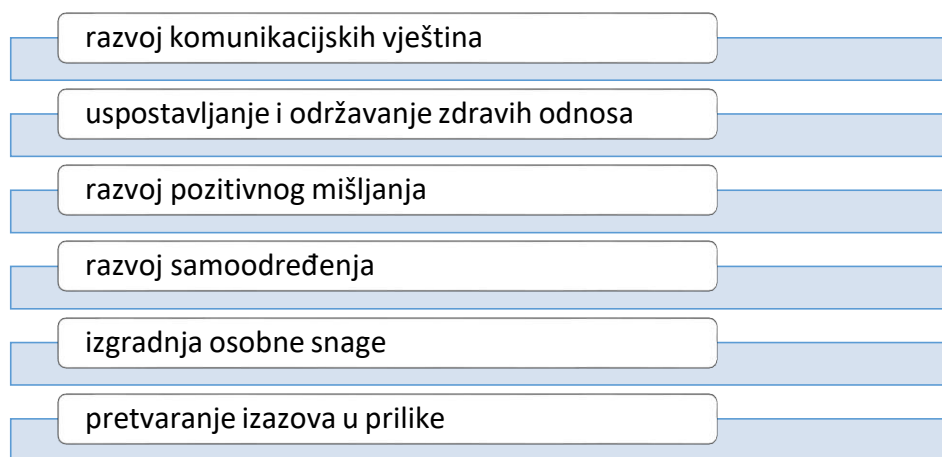 razvoj komunikacijskih vještina
uspostavljanje i održavanje zdravih odnosa
razvoj pozitivnog mišljanja
razvoj samoodređenja
izgradnja osobne snage
pretvaranje izazova u prilike